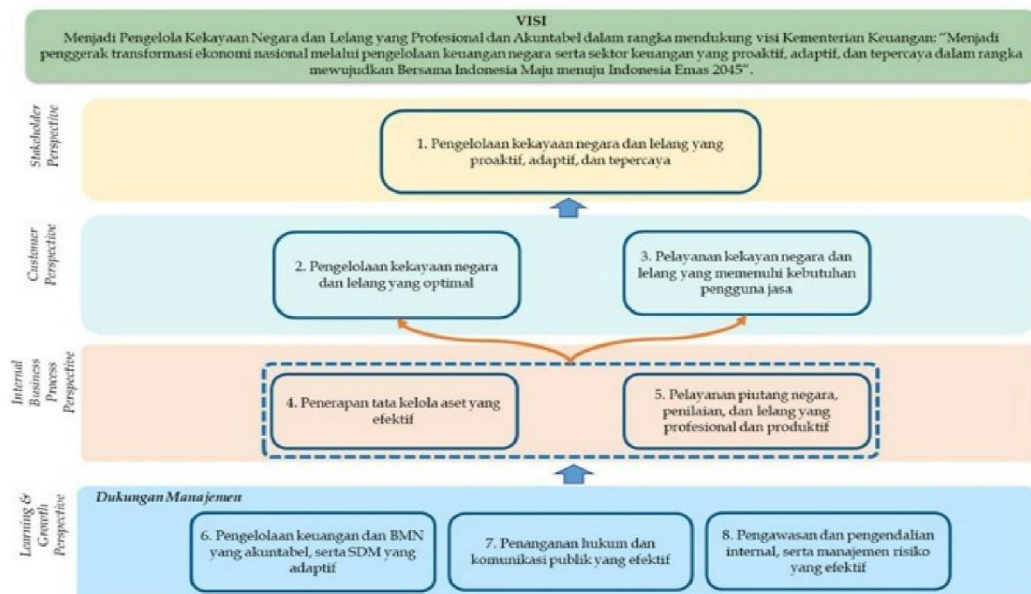 VISI
Menjadi Pengelola Kekayaan Negara dan Lelang yang Profesional dan Akuntabel dalam rangka mendukung visi Kementerian Keuangan: “Menjadi
penggerak transformasi ekonomi nasional melalui pengelolaan keuangan negara serta sektor keuangan yang proaktif, adaptif, dan tepercaya dalam rangka
mewujudkan Bersama Indonesia Maju menuju Indonesia Emas 2045”.
Stakeholder
Perspective
1. Pengelolaan kekayaan negara dan lelang yang
proaktif, adaptif, dan tepercaya
Customer
Perspective
2. Pengelolaan kekayaan negara
dan lelang yang optimal
3. Pelayanan kekayan negara dan
lelang yang memenuhi kebutuhan
pengguna jasa
Internal
Business
Process
Perspective
4. Penerapan tata kelola aset yang
efektif
5. Pelayanan piutang negara,
penilaian, dan lelang yang
profesional dan produktif
Learning &
Growth
Perspective
Dukungan Manajemen
6. Pengelolaan keuangan dan BMN
yang akuntabel, serta SDM yang
adaptif
7. Penanganan hukum dan
komunikasi publik yang efektif
8. Pengawasan dan pengendalian
internal, serta manajemen risiko
yang efektif